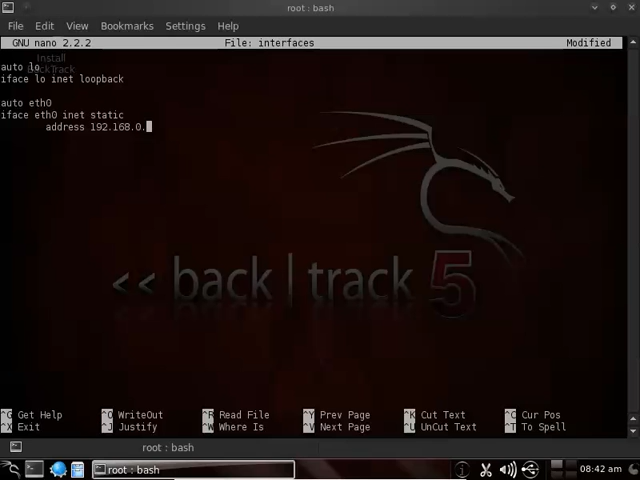 root : bash
File Edit View Bookmarks Settings Help
GNU nano 2.2.2 File: interfaces Modified
Install
BackTrack
auto lo
iface lo inet loopback
auto eth0
iface eth0 inet static
address 192.168.0.
<< back | track 5
^G Get Help ^O WriteOut ^R Read File ^Y Prev Page ^K Cut Text ^C Cur Pos
^X Exit ^J Justify ^W Where Is ^V Next Page ^U UnCut Text ^T To Spell
root : bash
root : bash
08:42 am